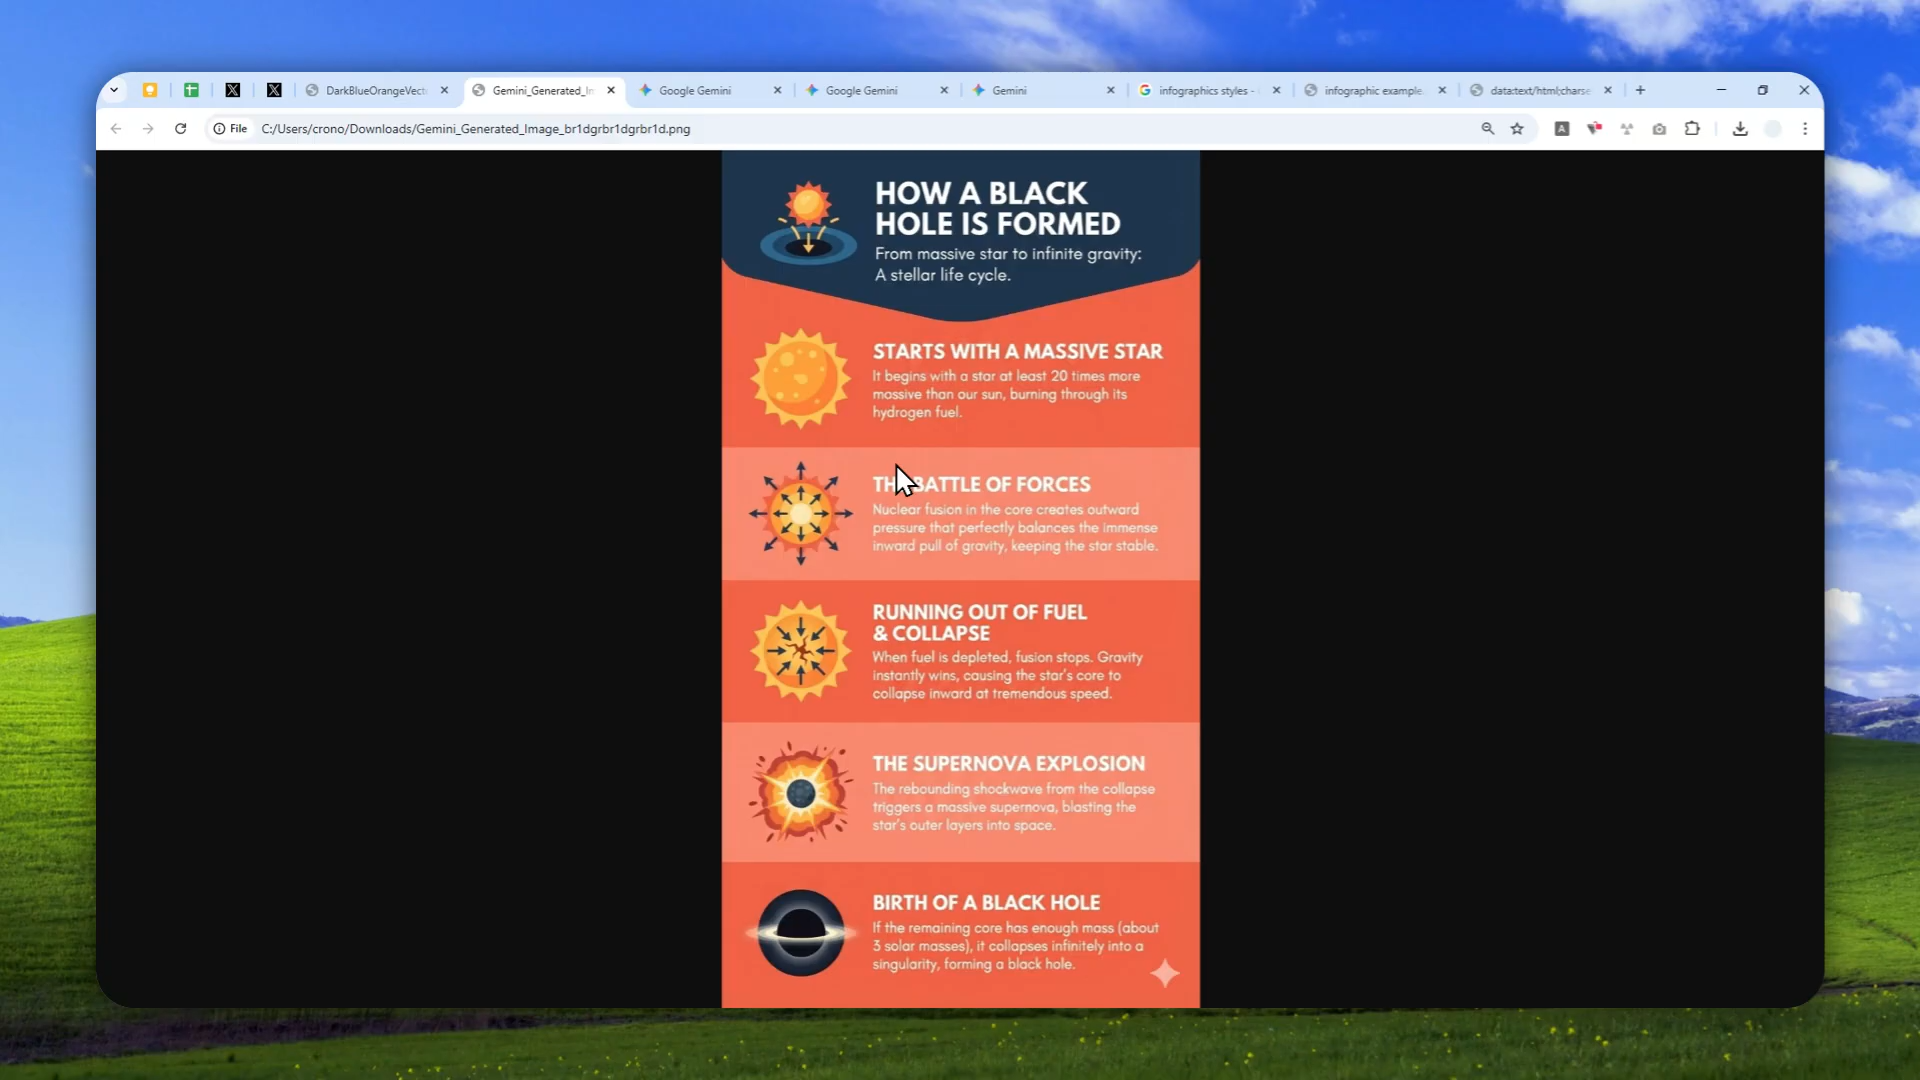 DarkBlueOrangeVect
Gemini_Generated_In
Google Gemini
Google Gemini
Gemini
infographics styles -
infographic example
data:text/html;charse
File
C:/Users/crono/Downloads/Gemini_Generated_Image_br1dgrbr1dgrbr1d.png
A
HOW A BLACK
HOLE IS FORMED
From massive star to infinite gravity:
A stellar life cycle.
STARTS WITH A MASSIVE STAR
It begins with a star at least 20 times more
massive than our sun, burning through its
hydrogen fuel.
BATTLE OF FORCES
Nuclear fusion in the core creates outward
pressure that perfectly balances the immense
inward pull of gravity, keeping the star stable.
RUNNING OUT OF FUEL
& COLLAPSE
When fuel is depleted, fusion stops. Gravity
instantly wins, causing the star's core to
collapse inward at tremendous speed.
THE SUPERNOVA EXPLOSION
The rebounding shockwave from the collapse
triggers a massive supernova, blasting the
star's outer layers into space.
BIRTH OF A BLACK HOLE
If the remaining core has enough mass (about
3 solar masses), it collapses infinitely into a
singularity, forming a black hole.